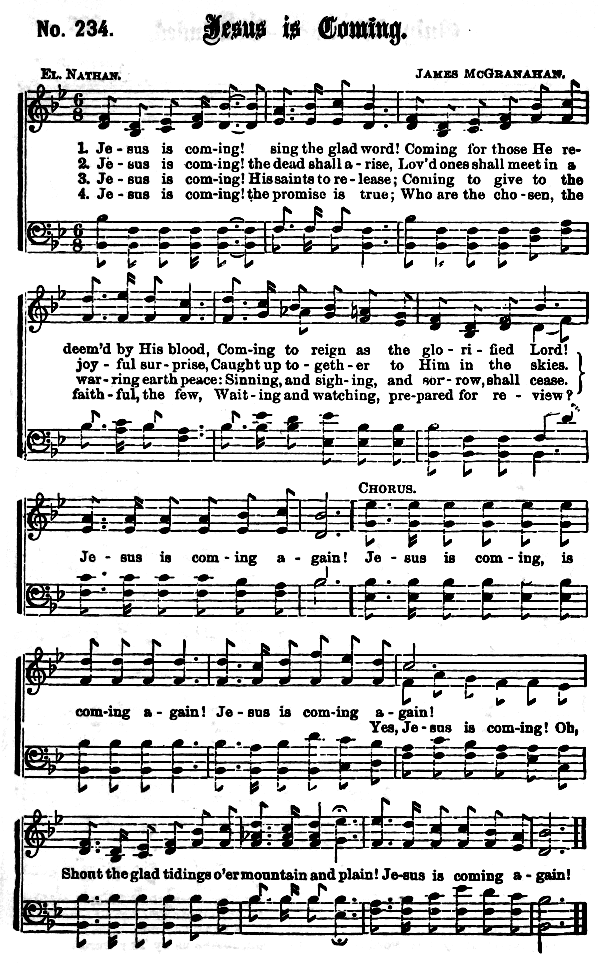 No. 234. Jesus is Coming.
EL. NATHAN. JAMES MCGRANAHAN.
1. Je-sus is com-ing! sing the glad word! Coming for those He re-
2. Je-sus is com-ing! the dead shall a-rise, Lov'd ones shall meet in a
3. Je-sus is com-ing! His saints to re-lease; Coming to give to the
4. Je-sus is com-ing! the promise is true; Who are the cho-sen, the
deem'd by His blood, Com-ing to reign as the glo-ri-fied Lord!
joy-ful sur-prise, Caught up to-geth-er to Him in the skies.
war-ring earth peace: Sinning, and sigh-ing, and sor-row, shall cease.
faith-ful, the few, Wait-ing and watching, pre-pared for re-view?
CHORUS.
Je-sus is com-ing a-gain! Je-sus is com-ing, is
com-ing a-gain! Je-sus is com-ing a-gain!
Yes, Je-sus is com-ing! Oh,
Shout the glad tidings o'er mountain and plain! Je-sus is coming a-gain!